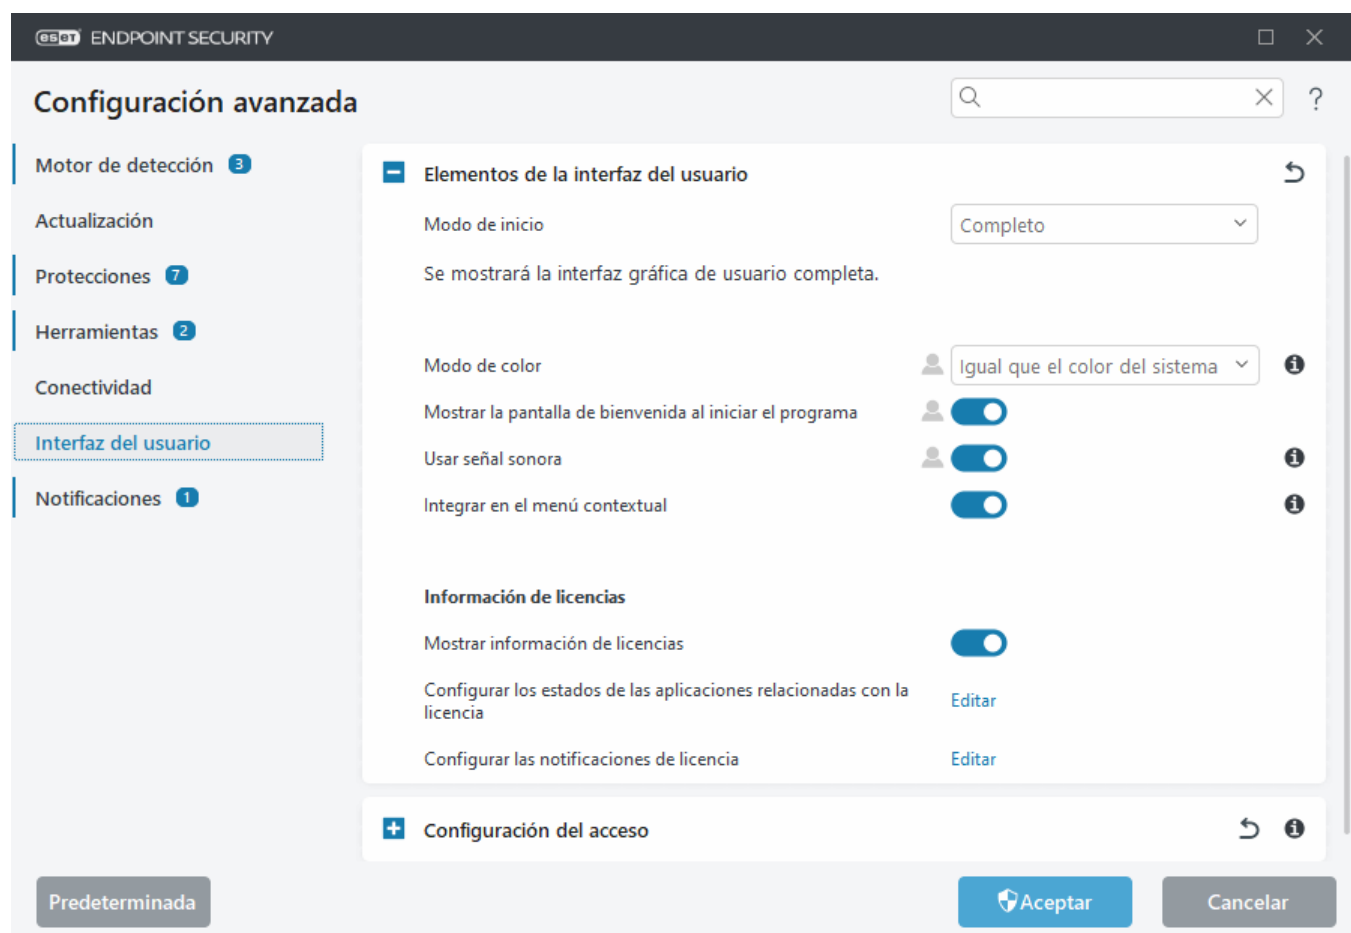 eset ENDPOINT SECURITY
Configuración avanzada
?
Motor de detección 3
Actualización
Protecciones 7
Herramientas 2
Conectividad
Interfaz del usuario
Notificaciones 1
Elementos de la interfaz del usuario
Modo de inicio
Completo
Se mostrará la interfaz gráfica de usuario completa.
Modo de color
Igual que el color del sistema
Mostrar la pantalla de bienvenida al iniciar el programa
Usar señal sonora
Integrar en el menú contextual
Información de licencias
Mostrar información de licencias
Configurar los estados de las aplicaciones relacionadas con la
licencia
Editar
Configurar las notificaciones de licencia
Editar
Configuración del acceso
Predeterminada
Aceptar
Cancelar